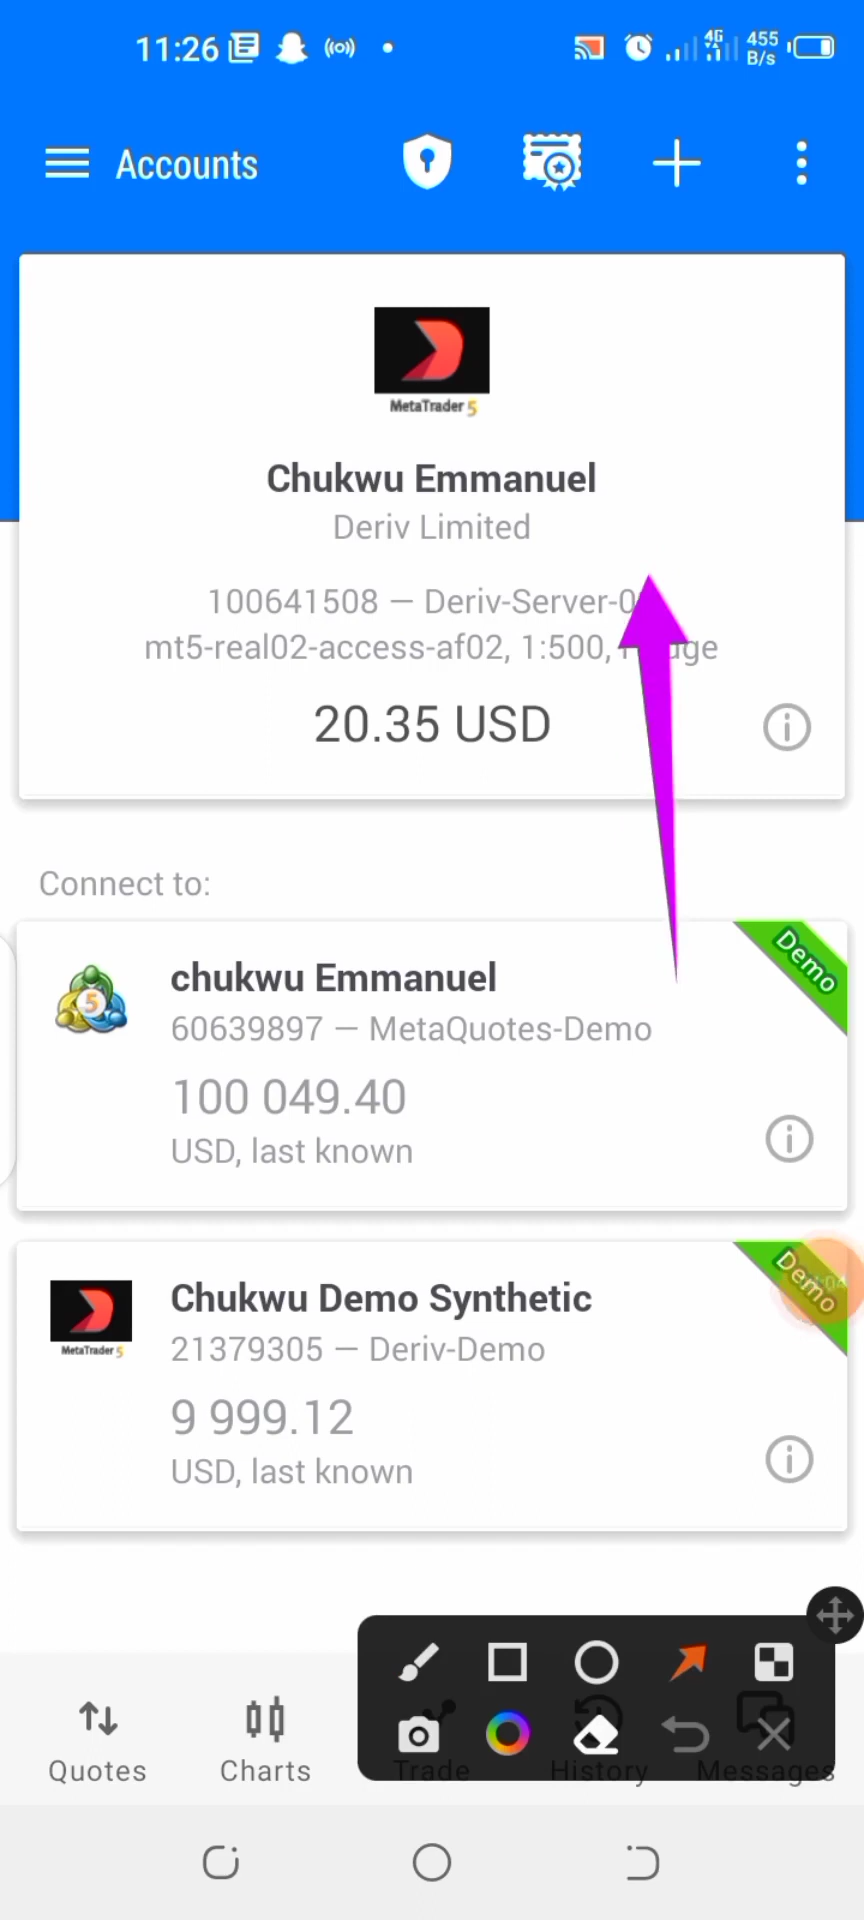 11:26
4G
455
B/s
Accounts
MetaTrader 5
Chukwu Emmanuel
Deriv Limited
100641508 — Deriv-Server-0
mt5-real02-access-af02, 1:500,
20.35 USD
Connect to:
Demo
chukwu Emmanuel
5
60639897 — MetaQuotes-Demo
100 049.40
USD, last known
Demo
Chukwu Demo Synthetic
MetaTrader 5
21379305 — Deriv-Demo
9 999.12
USD, last known
Quotes
Charts
Trade
History
Messages